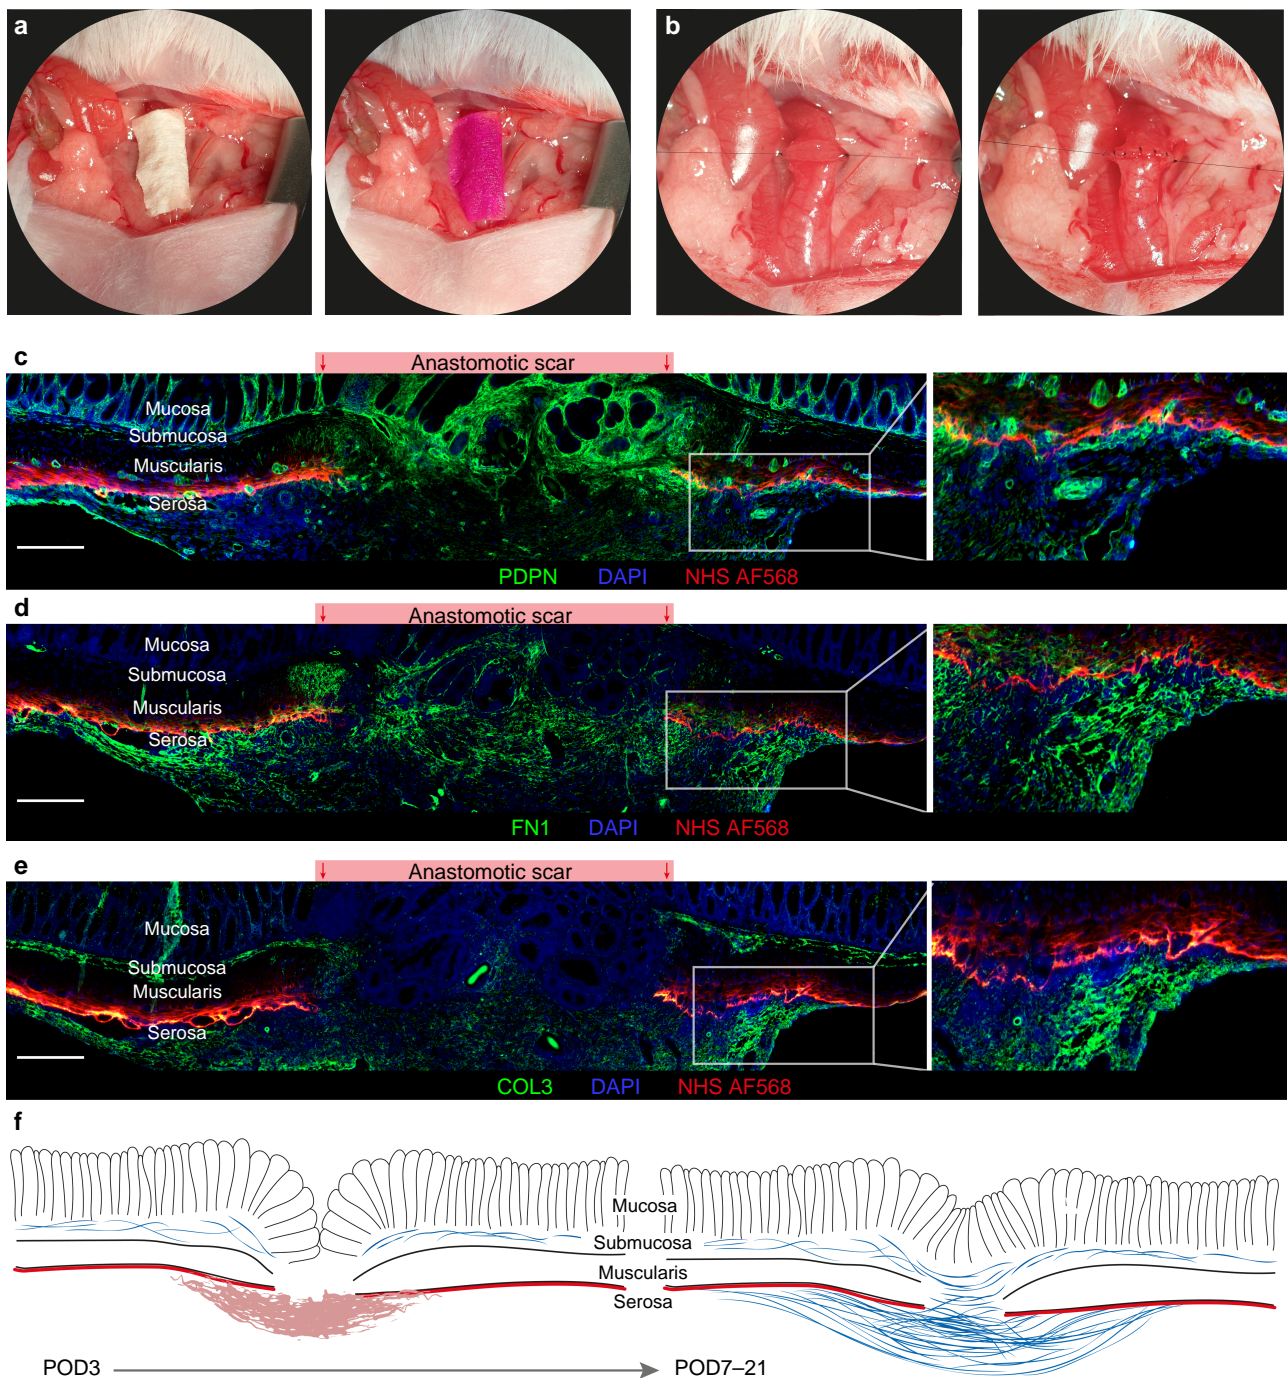 a
b
c
Anastomotic scar
Mucosa
Submucosa
Muscularis
Serosa
PDPN DAPI NHS AF568
d
Anastomotic scar
Mucosa
Submucosa
Muscularis
Serosa
FN1 DAPI NHS AF568
e
Anastomotic scar
Mucosa
Submucosa
Muscularis
Serosa
COL3 DAPI NHS AF568
f
Mucosa
Submucosa
Muscularis
Serosa
POD3 POD7–21